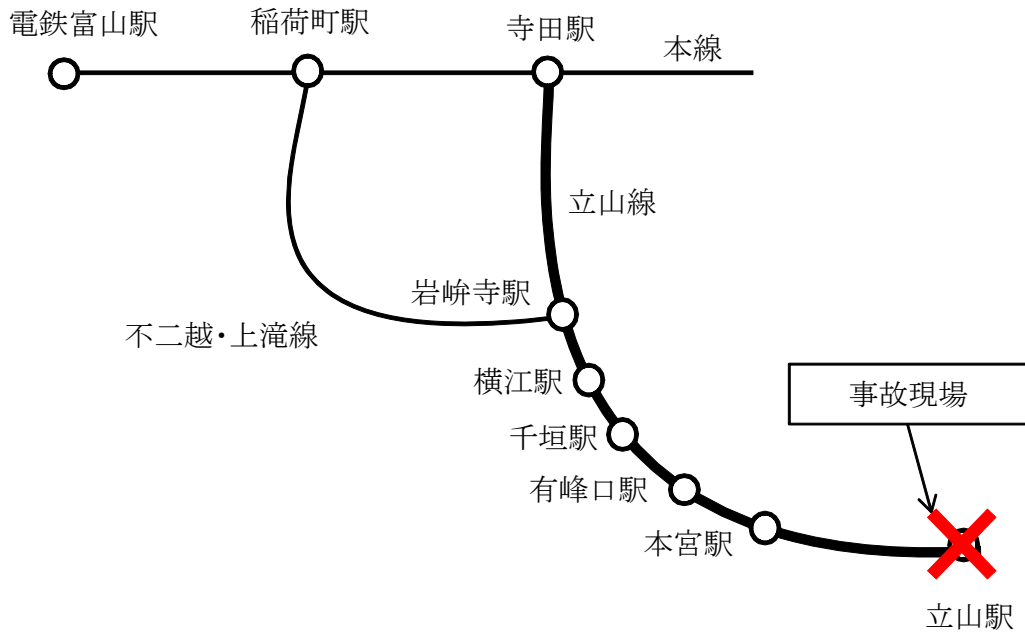 電鉄富山駅
稲荷町駅
寺田駅
本線
立山線
岩峅寺駅
不二越・上滝線
横江駅
事故現場
千垣駅
有峰口駅
本宮駅
立山駅